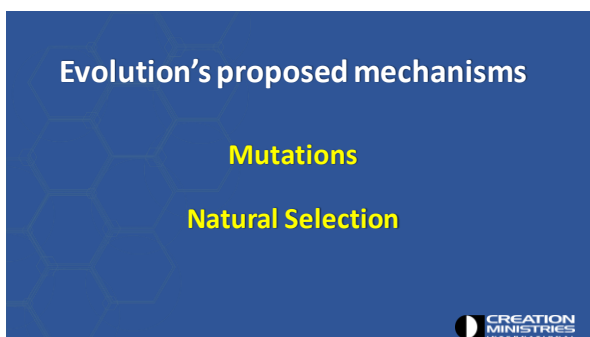 Evolution's proposed mechanisms
Mutations
Natural Selection
CREATION
MINISTRIES